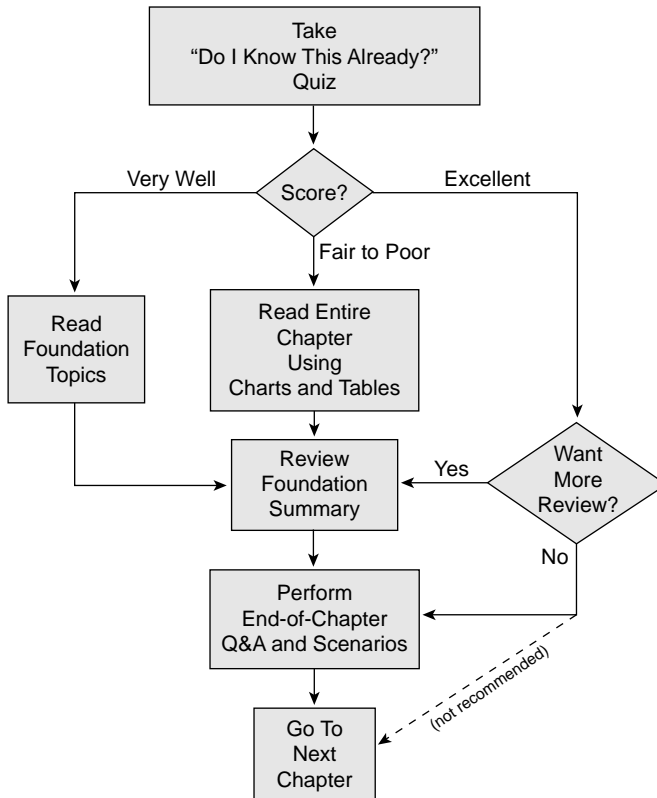 Take
“Do I Know This Already?”
Quiz
Very Well
Score?
Excellent
Fair to Poor
Read
Foundation
Topics
Read Entire
Chapter
Using
Charts and Tables
Want
More
Review?
Yes
Review
Foundation
Summary
No
Perform
End-of-Chapter
Q&A and Scenarios
(not recommended)
Go To
Next
Chapter